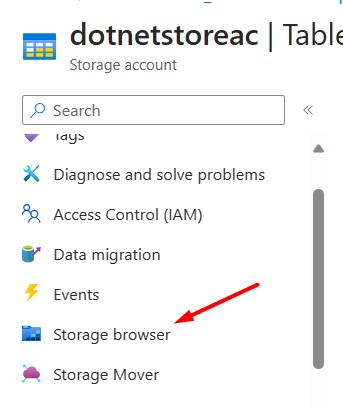 dotnetstoreac | Table
Storage account
Search
Tags
Diagnose and solve problems
Access Control (IAM)
Data migration
Events
Storage browser
Storage Mover